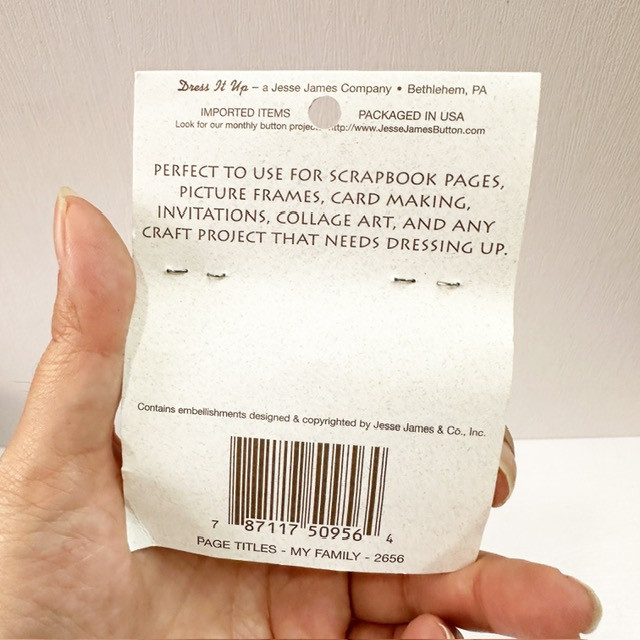 Dress It Up – a Jesse James Company • Bethlehem, PA
IMPORTED ITEMS PACKAGED IN USA
Look for our monthly button http://www.JesseJamesButton.com
PERFECT TO USE FOR SCRAPBOOK PAGES,
PICTURE FRAMES, CARD MAKING,
INVITATIONS, COLLAGE ART, AND ANY
CRAFT PROJECT THAT NEEDS DRESSING UP.
Contains embellishments designed & copyrighted by Jesse James & Co., Inc.
7 87117 50956 4
PAGE TITLES - MY FAMILY - 2656